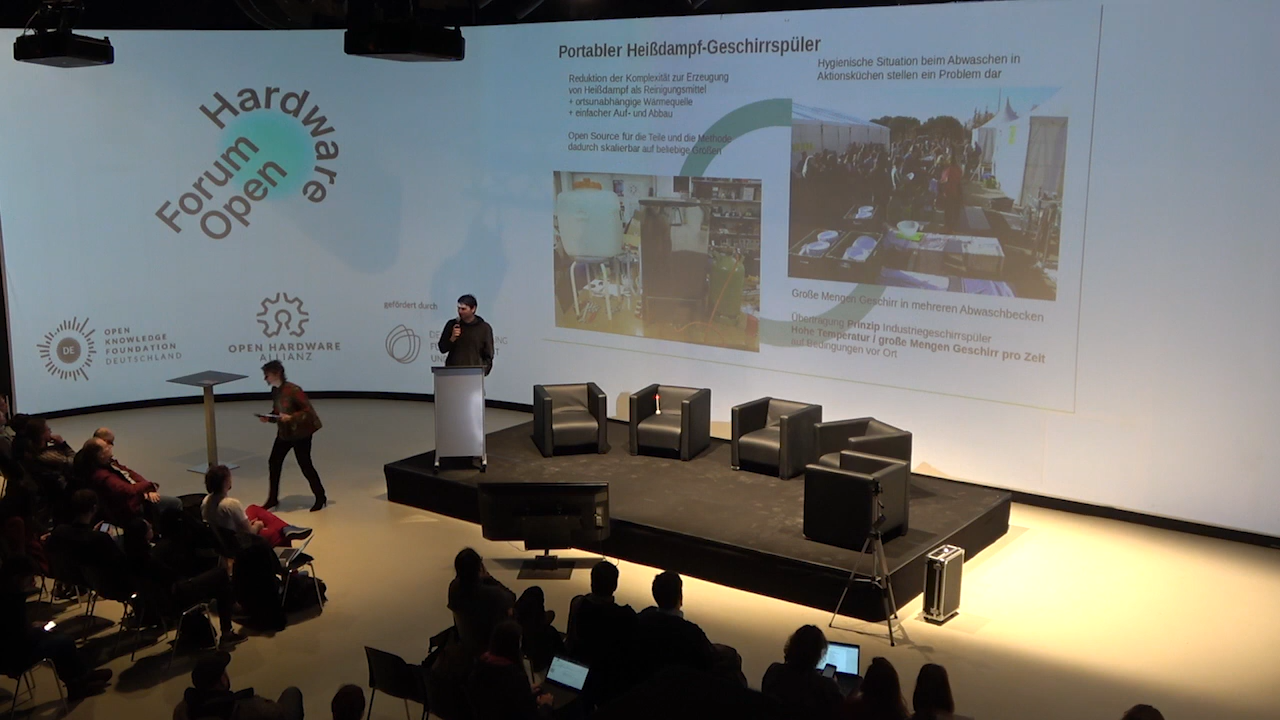 Forum
Open
Hardware
OPEN
KNOWLEDGE
FOUNDATION
DEUTSCHLAND
DE
OPEN HARDWARE
ALLIANZ
gefördert durch
Portabler Heißdampf-Geschirrspüler
Reduktion der Komplexität zur Erzeugung
von Heißdampf als Reinigungsmittel
+ ortsunabhängige Wärmequelle
+ einfacher Auf- und Abbau
Open Source für die Teile und die Methode
dadurch skalierbar auf beliebige Größen
Hygienische Situation beim Abwaschen in
Aktionsküchen stellen ein Problem dar
Große Mengen Geschirr in mehreren Abwaschbecken
Übertragung Prinzip Industriegeschirrspüler
Hohe Temperatur / große Mengen Geschirr pro Zeit
auf Bedingungen vor Ort